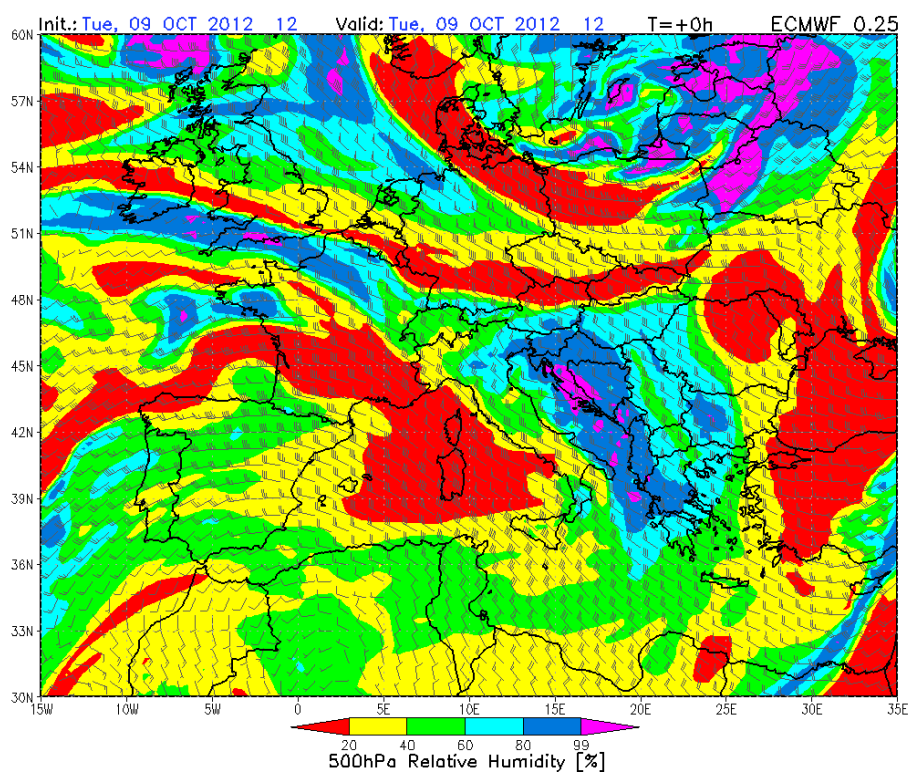 Init.: Tue, 09 OCT 2012 12 Valid: Tue, 09 OCT 2012 12 T=+0h ECMWF 0.25
60N
57N
54N
51N
48N
45N
42N
39N
36N
33N
30N
15W 10W 5W 0 5E 10E 15E 20E 25E 30E 35E
20 40 60 80 99
500hPa Relative Humidity [%]